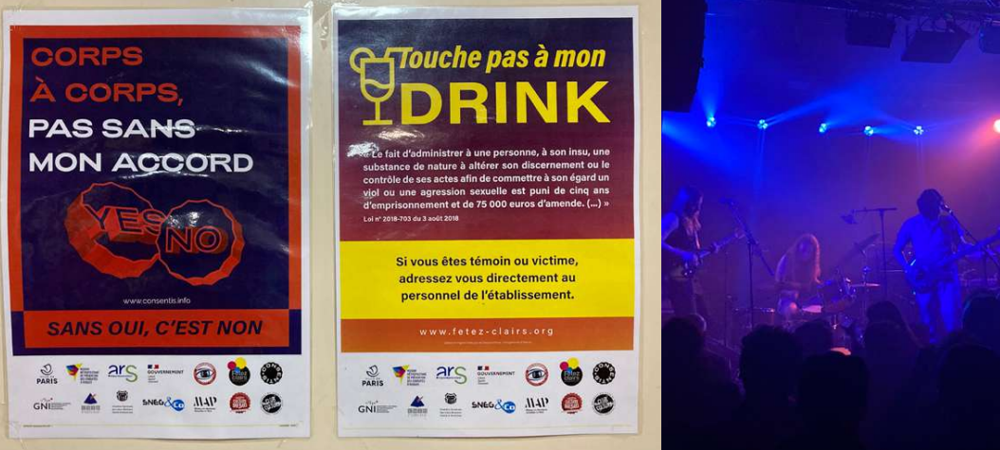 CORPS
À CORPS,
PAS SANS
MON ACCORD
YES
NO
www.consentis.info
SANS OUI, C'EST NON
PARIS
ars
GOUVERNEMENT
GNI
SNEG&Co
MAP
Touche pas à mon
DRINK
« Le fait d'administrer à une personne, à son insu, une
substance de nature à altérer son discernement ou le
contrôle de ses actes afin de commettre à son égard un
viol ou une agression sexuelle est puni de cinq ans
d'emprisonnement et de 75 000 euros d'amende. (...) »
Loi n° 2018-703 du 3 août 2018
Si vous êtes témoin ou victime,
adressez vous directement au
personnel de l'établissement.
www.fetez-clairs.org
PARIS
ars
GOUVERNEMENT
GNI
SNEG&Co
MAP